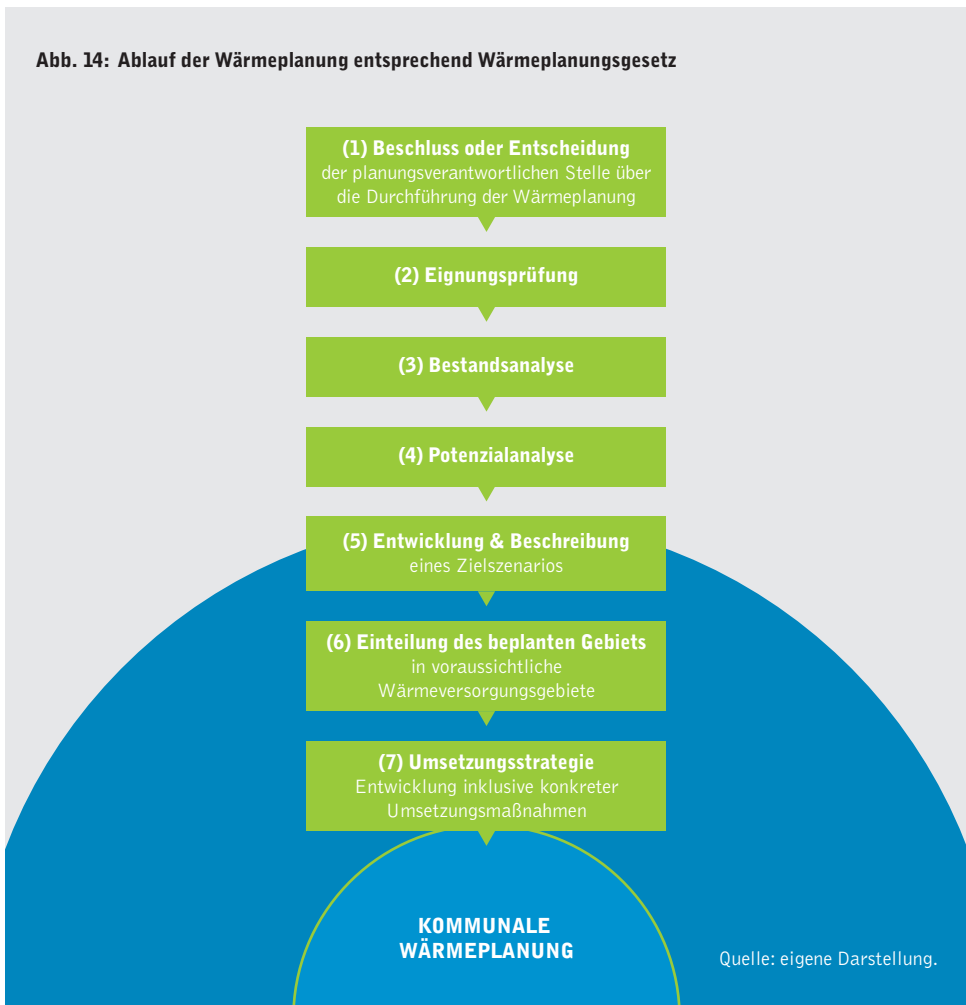 Abb. 14: Ablauf der Wärmeplanung entsprechend Wärmeplanungsgesetz
(1) Beschluss oder Entscheidung
der planungsverantwortlichen Stelle über
die Durchführung der Wärmeplanung
(2) Eignungsprüfung
(3) Bestandsanalyse
(4) Potenzialanalyse
(5) Entwicklung & Beschreibung
eines Zielszenarios
(6) Einteilung des beplanten Gebiets
in voraussichtliche
Wärmeversorgungsgebiete
(7) Umsetzungsstrategie
Entwicklung inklusive konkreter
Umsetzungsmaßnahmen
KOMMUNALE
WÄRMEPLANUNG
Quelle: eigene Darstellung.